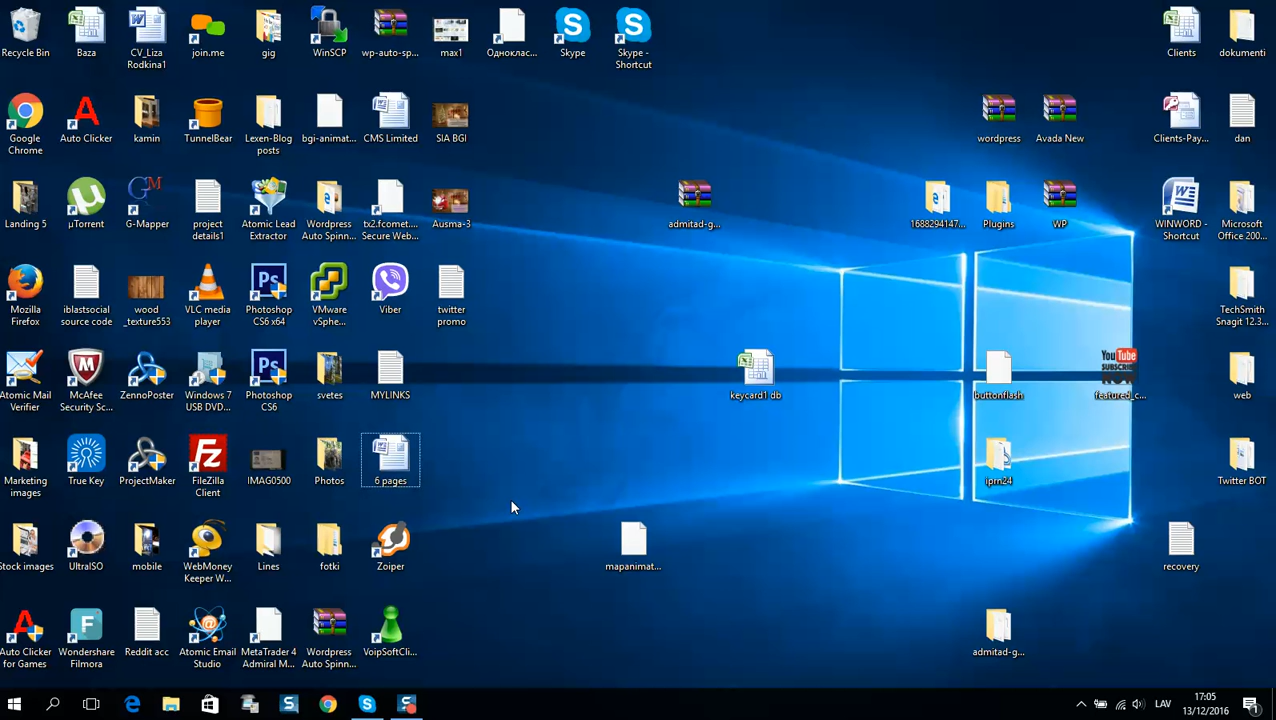 Recycle Bin
Baza
CV_Liza
Rodkina1
join.me
gig
WinSCP
wp-auto-sp...
max1
Однoклас...
Skype
Skype -
Shortcut
Clients
dokumenti
Google
Chrome
Auto Clicker
kamin
TunnelBear
Lexen-Blog
posts
bgi-animat...
CMS Limited
SIA BGI
wordpress
Avada New
Clients-Pay...
dan
Landing 5
µTorrent
G-Mapper
project
details1
Atomic Lead
Extractor
Wordpress
Auto Spinn...
tx2.fcomet....
Secure Web...
Ausma-3
admitad-g...
1688294147...
Plugins
WP
WINWORD -
Shortcut
Microsoft
Office 200...
Mozilla
Firefox
iblastsocial
source code
wood
_texture553
VLC media
player
Photoshop
CS6 x64
VMware
vSphe...
Viber
twitter
promo
TechSmith
Snagit 12.3...
Atomic Mail
Verifier
McAfee
Security Sc...
ZennoPoster
Windows 7
USB DVD...
Photoshop
CS6
svetes
MYLINKS
keycard1 db
buttonflash
You Tube
SUBSCRIBE
featured_c...
web
Marketing
images
True Key
ProjectMaker
FileZilla
Client
IMAG0500
Photos
6 pages
iprn24
Twitter BOT
Stock images
UltraISO
mobile
WebMoney
Keeper W...
Lines
fotki
Zoiper
mapanimat...
recovery
Auto Clicker
for Games
Wondershare
Filmora
Reddit acc
Atomic Email
Studio
MetaTrader 4
Admiral M...
Wordpress
Auto Spinn...
VoipSoftCli...
admitad-g...
LAV
17:05
13/12/2016